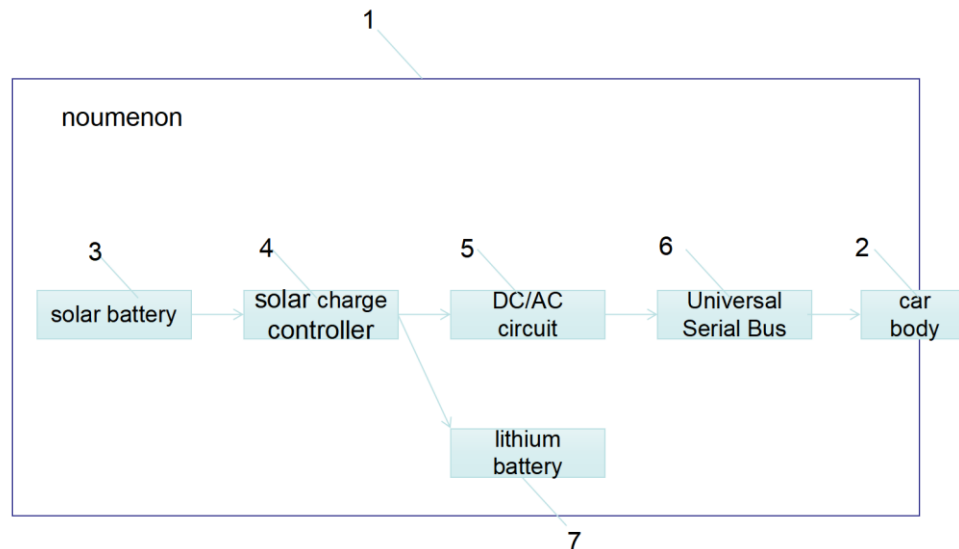 1
noumenon
3
4
5
6
2
solar battery
solar charge
controller
DC/AC
circuit
Universal
Serial Bus
car
body
lithium
battery
7